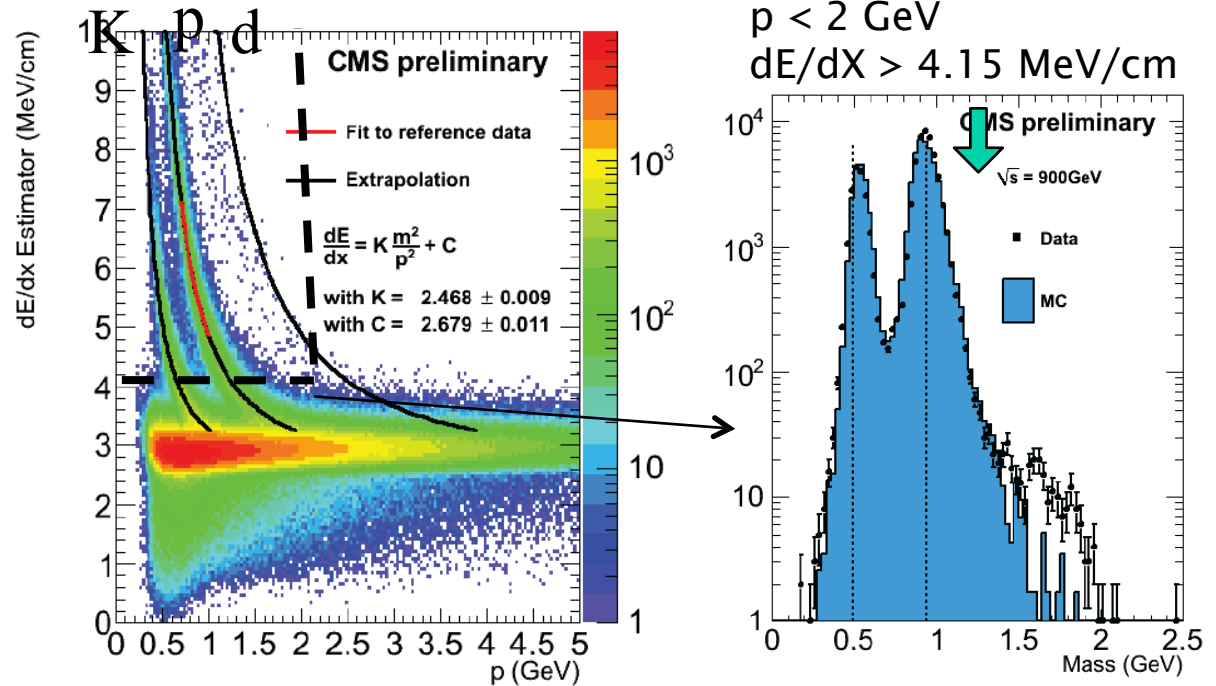 K p d
CMS preliminary
Fit to reference data
Extrapolation
dE/dx = K m²/p² + C
with K = 2.468 ± 0.009
with C = 2.679 ± 0.011
dE/dx Estimator (MeV/cm)
10
9
8
7
6
5
4
3
2
1
0
0 0.5 1 1.5 2 2.5 3 3.5 4 4.5 5
p (GeV)
10³
10²
10
1
p < 2 GeV
dE/dX > 4.15 MeV/cm
CMS preliminary
√s = 900GeV
Data
MC
10⁴
10³
10²
10
1
0 0.5 1 1.5 2 2.5
Mass (GeV)